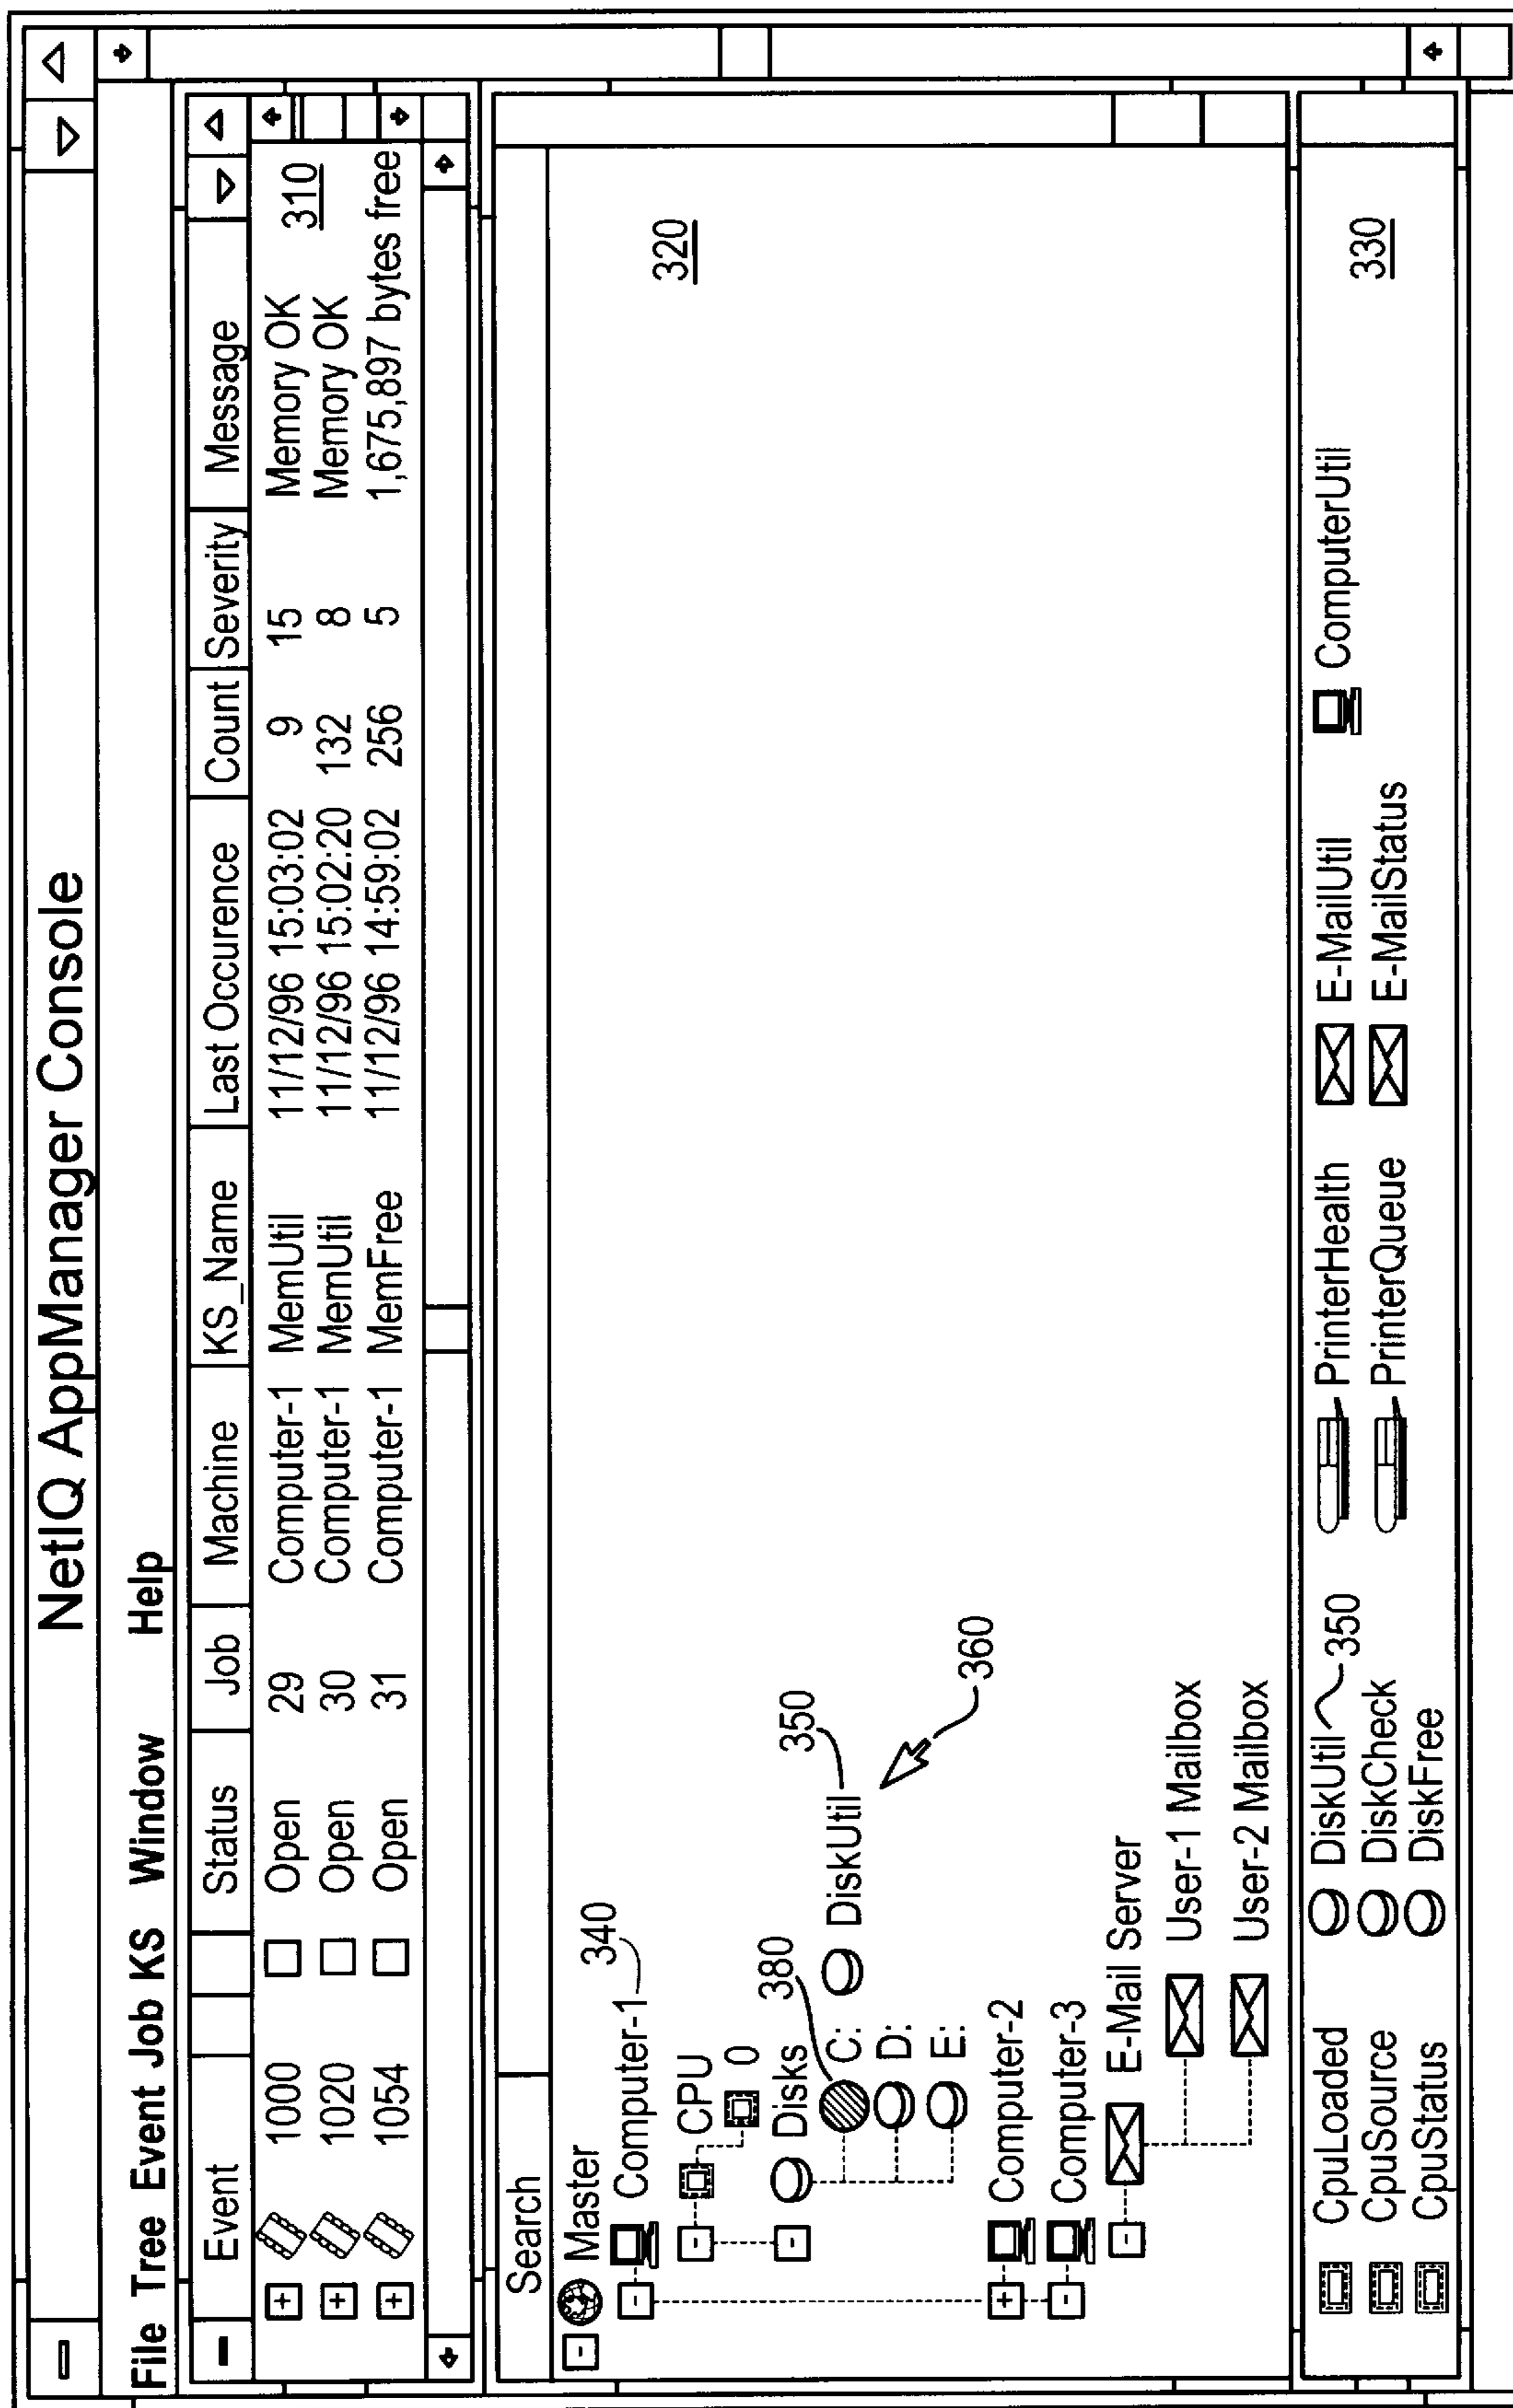 NetIQ AppManager Console
File Tree Event Job KS Window Help
Event Status Job Machine KS_Name Last Occurence Count Severity Message
1000 Open 29 Computer-1 MemUtil 11/12/96 15:03:02 9 15 Memory OK
1020 Open 30 Computer-1 MemUtil 11/12/96 15:02:20 132 8 Memory OK
1054 Open 31 Computer-1 MemFree 11/12/96 14:59:02 256 5 1,675,897 bytes free
310
Search
Master
Computer-1 340
CPU
0
Disks 380 350
C: DiskUtil
D:
E: 360
Computer-2
Computer-3
E-Mail Server
User-1 Mailbox
User-2 Mailbox
320
CpuLoaded DiskUtil 350 PrinterHealth E-MailUtil ComputerUtil
CpuSource DiskCheck PrinterQueue E-MailStatus
CpuStatus DiskFree
330